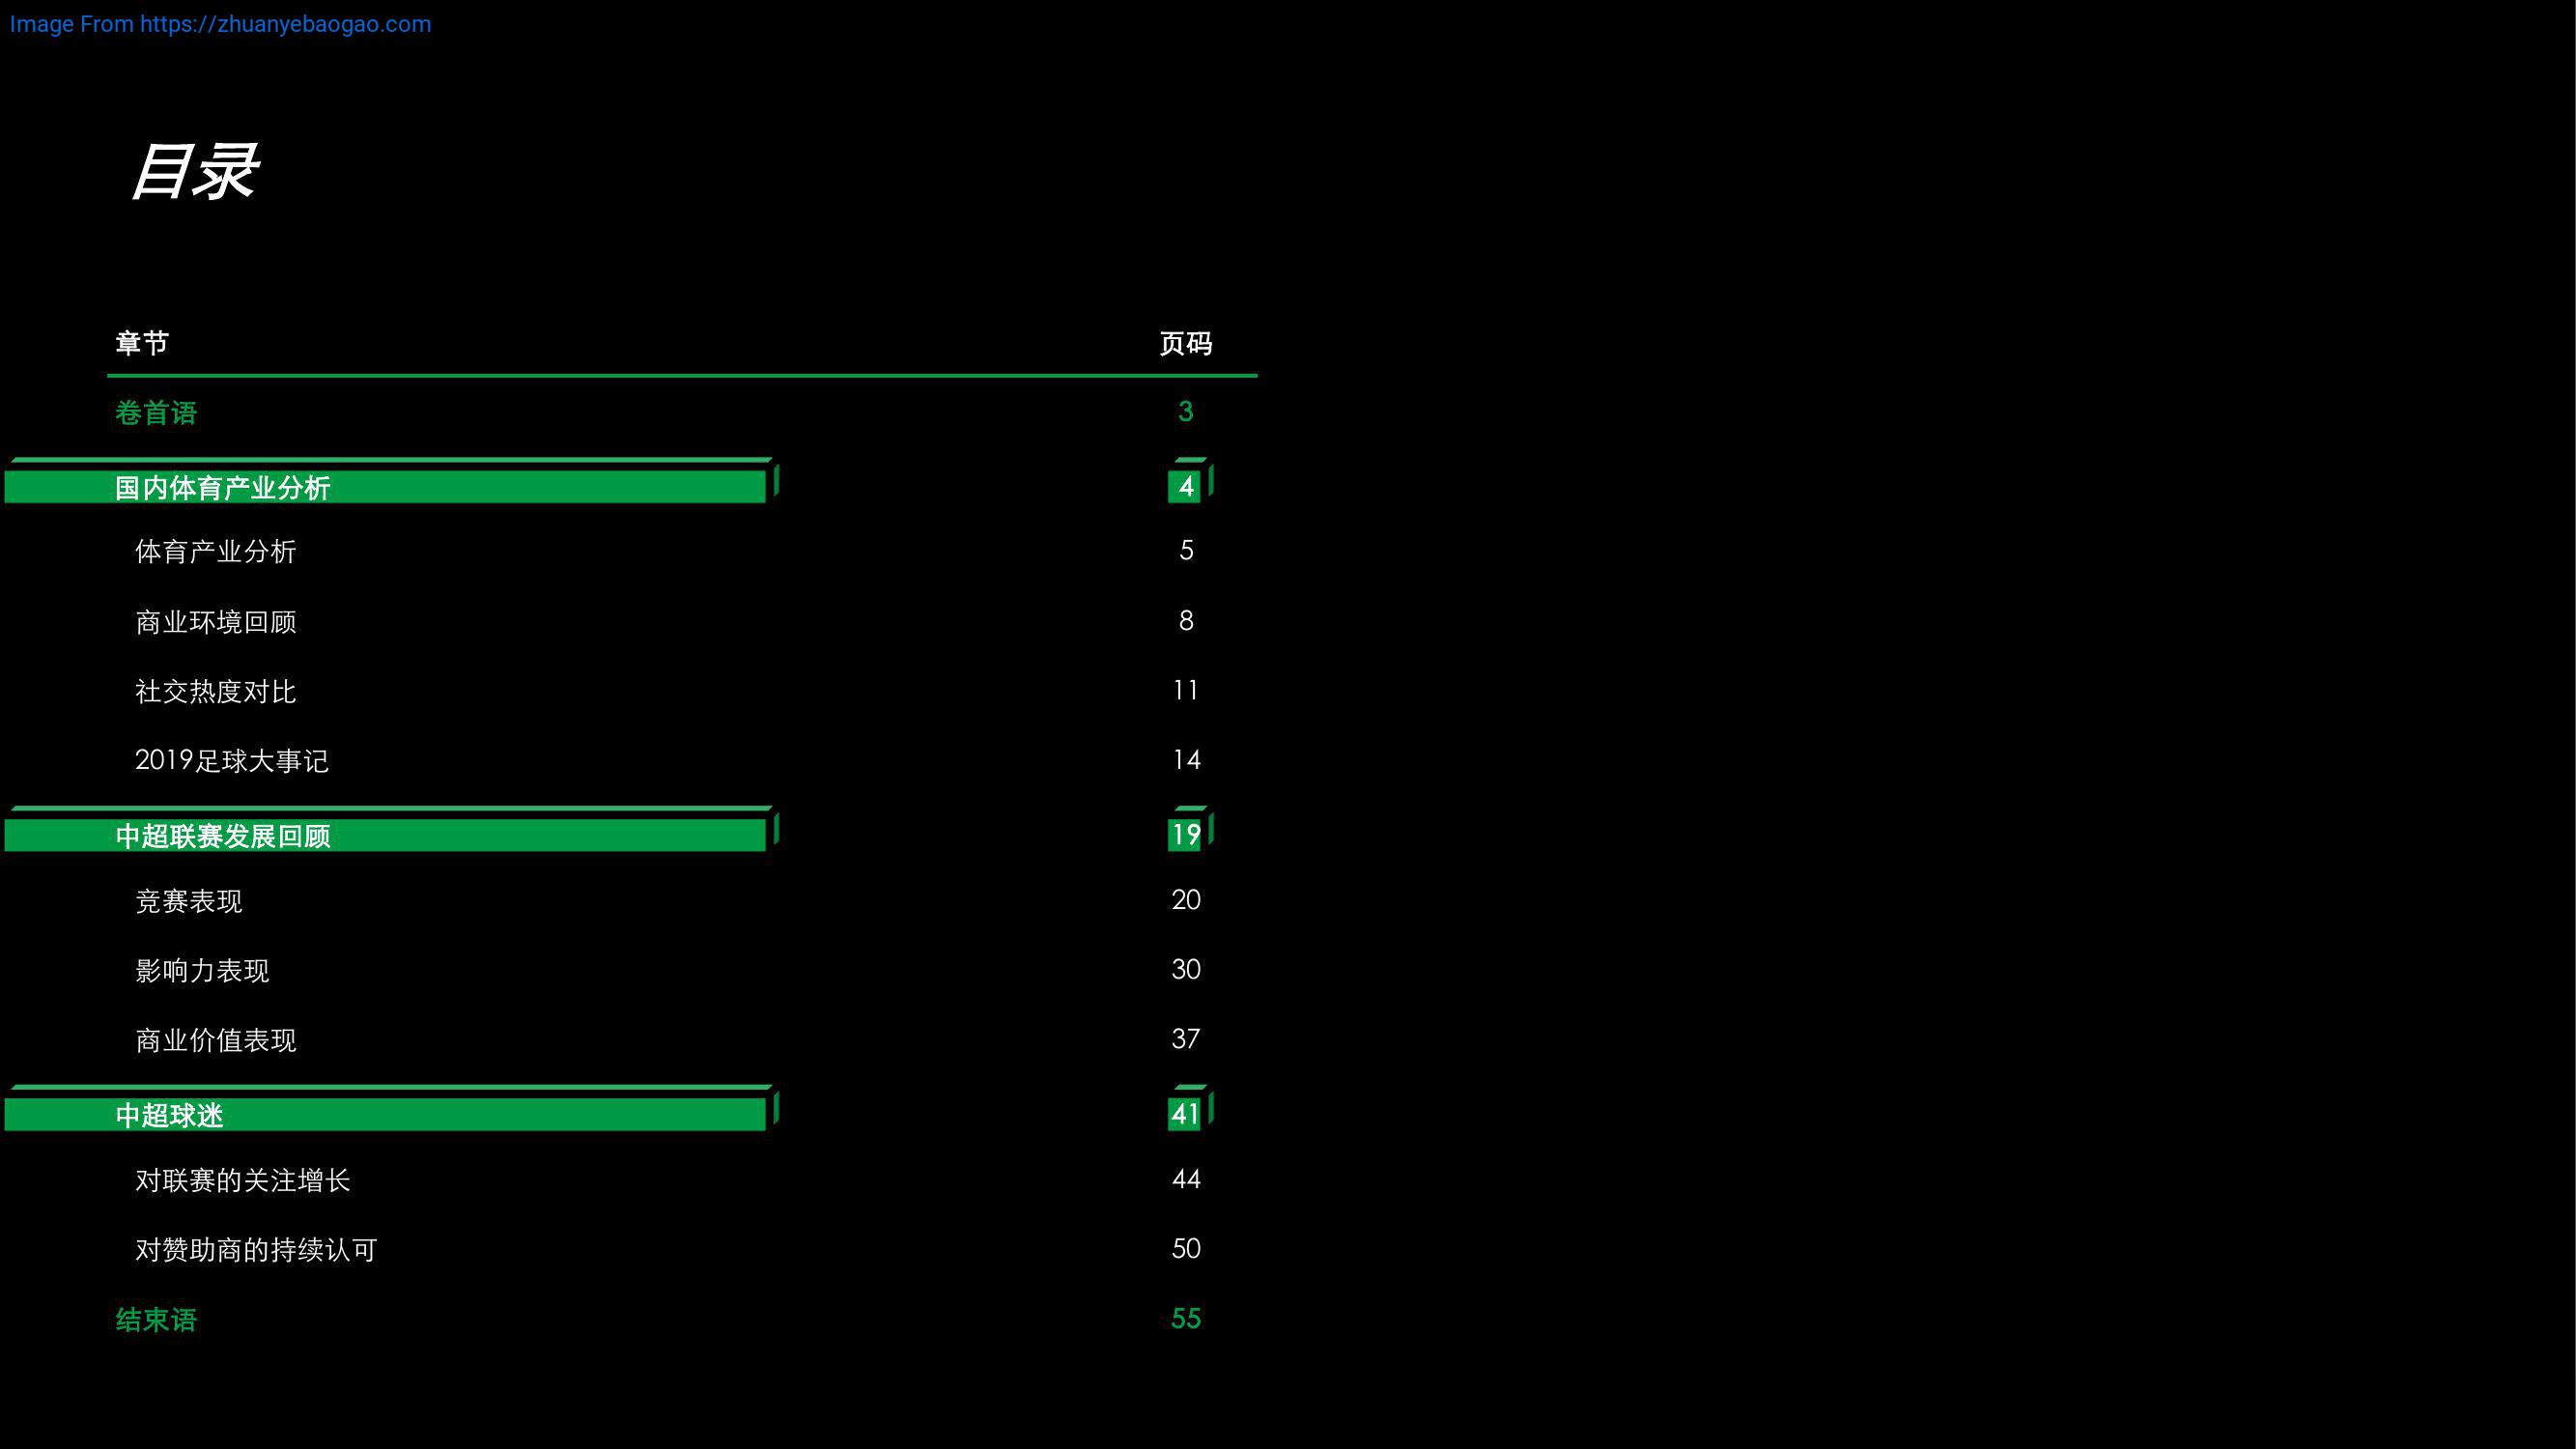 Image From https://zhuanyebaogao.com
目录
章节 页码
卷首语 3
国内体育产业分析 4
体育产业分析 5
商业环境回顾 8
社交热度对比 11
2019足球大事记 14
中超联赛发展回顾 19
竞赛表现 20
影响力表现 30
商业价值表现 37
中超球迷 41
对联赛的关注增长 44
对赞助商的持续认可 50
结束语 55